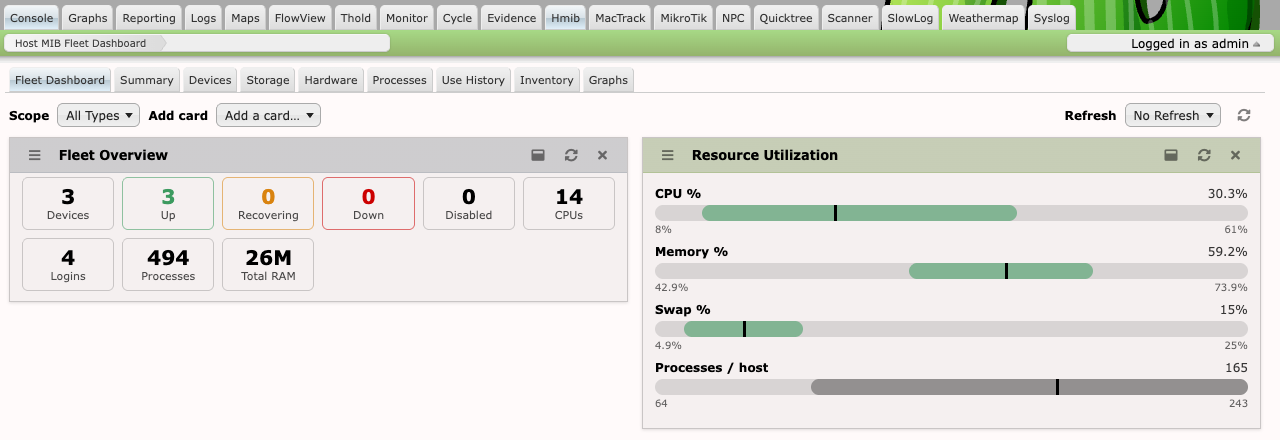 Console Graphs Reporting Logs Maps FlowView Thold Monitor Cycle Evidence Hmib MacTrack MikroTik NPC Quicktree Scanner SlowLog Weathermap Syslog
Host MIB Fleet Dashboard Logged in as admin
Fleet Dashboard Summary Devices Storage Hardware Processes Use History Inventory Graphs
Scope All Types Add card Add a card... Refresh No Refresh
Fleet Overview
3 3 0 0 0 14
Devices Up Recovering Down Disabled CPUs
4 494 26M
Logins Processes Total RAM
Resource Utilization
CPU % 30.3%
8% 61%
Memory % 59.2%
42.9% 73.9%
Swap % 15%
4.9% 25%
Processes / host 165
64 243